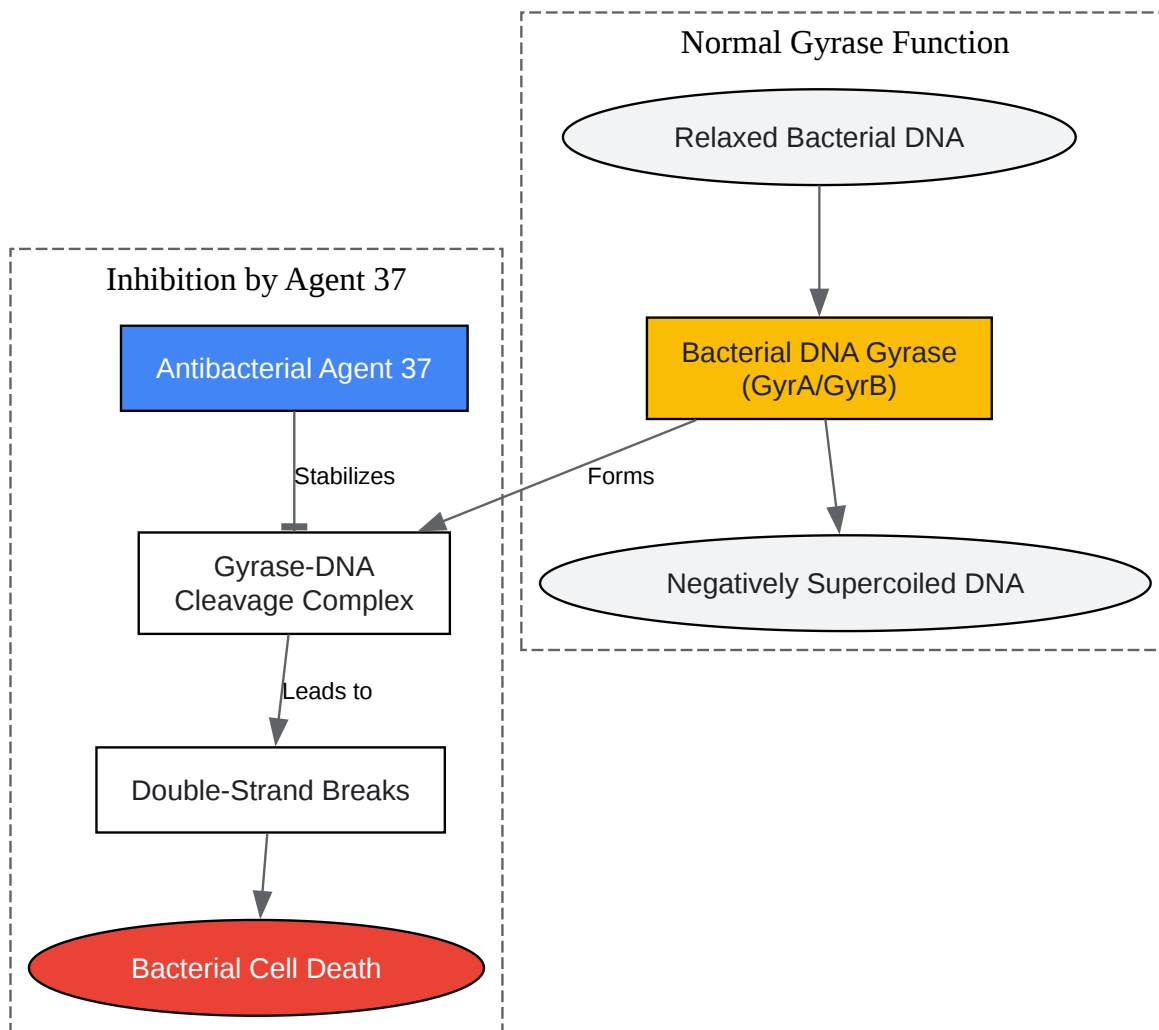 Normal Gyrase Function
Relaxed Bacterial DNA
Bacterial DNA Gyrase
(GyrA/GyrB)
Forms
Negatively Supercoiled DNA
Inhibition by Agent 37
Antibacterial Agent 37
Stabilizes
Gyrase-DNA
Cleavage Complex
Leads to
Double-Strand Breaks
Bacterial Cell Death